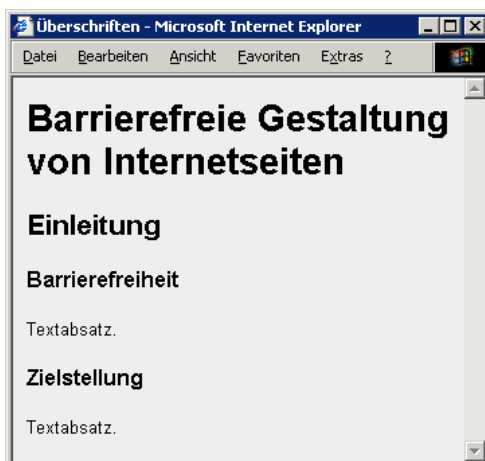 Überschriften - Microsoft Internet Explorer
Datei Bearbeiten Ansicht Favoriten Extras ?
Barrierefreie Gestaltung
von Internetseiten
Einleitung
Barrierefreiheit
Textabsatz.
Zielstellung
Textabsatz.